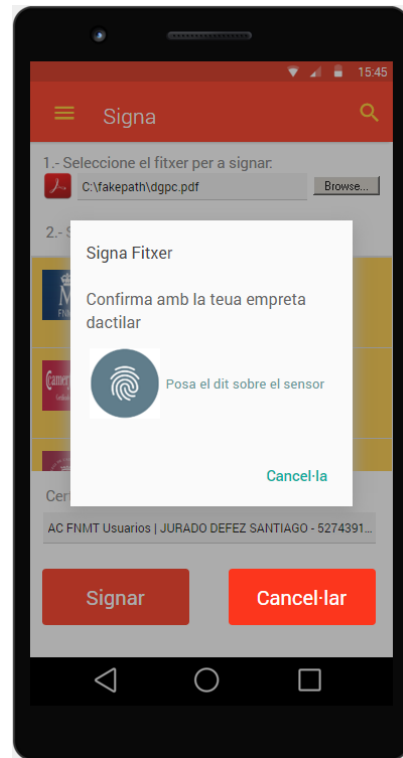 15:45
Signa
1.- Seleccione el fitxer per a signar:
C:\fakepath\dgpc.pdf
Browse...
2.- S
Signa Fitxer
Confirma amb la teua empreta
dactilar
Posa el dit sobre el sensor
Cancel·la
Cer
AC FNMT Usuarios | JURADO DEFEZ SANTIAGO - 5274391...
Signar
Cancel·lar